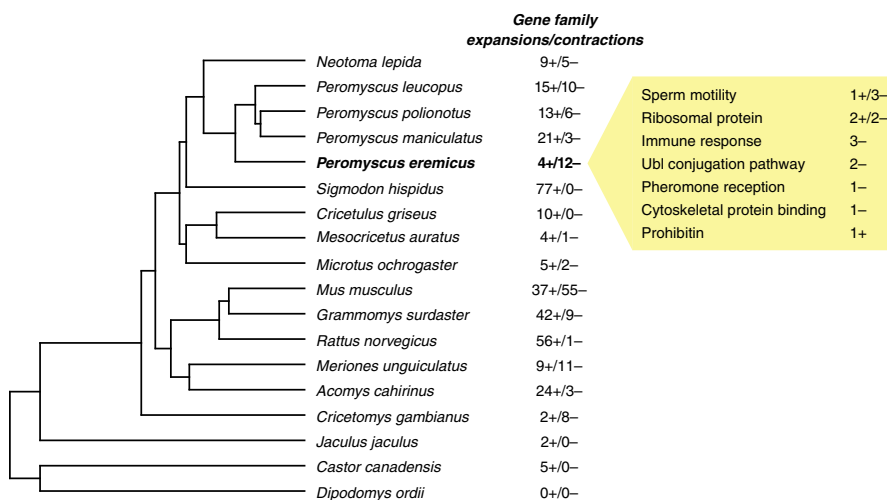 Gene family
expansions/contractions
Neotoma lepida 9+/5–
Peromyscus leucopus 15+/10–
Peromyscus polionotus 13+/6–
Peromyscus maniculatus 21+/3–
Peromyscus eremicus 4+/12–
Sigmodon hispidus 77+/0–
Cricetulus griseus 10+/0–
Mesocricetus auratus 4+/1–
Microtus ochrogaster 5+/2–
Mus musculus 37+/55–
Grammomys surdaster 42+/9–
Rattus norvegicus 56+/1–
Meriones unguiculatus 9+/11–
Acomys cahirinus 24+/3–
Cricetomys gambianus 2+/8–
Jaculus jaculus 2+/0–
Castor canadensis 5+/0–
Dipodomys ordii 0+/0–
Sperm motility 1+/3–
Ribosomal protein 2+/2–
Immune response 3–
Ubl conjugation pathway 2–
Pheromone reception 1–
Cytoskeletal protein binding 1–
Prohibitin 1+